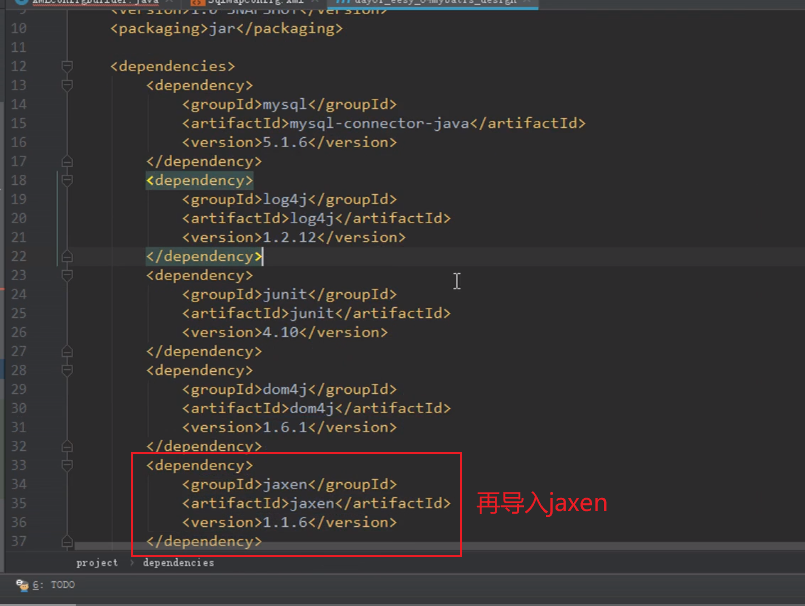 XMLConfigBuilder.java
SqlMapConfig.xml
day01_eesy_04mybatis_design
9 <version>1.0-SNAPSHOT</version>
10 <packaging>jar</packaging>
11
12 <dependencies>
13 <dependency>
14 <groupId>mysql</groupId>
15 <artifactId>mysql-connector-java</artifactId>
16 <version>5.1.6</version>
17 </dependency>
18 <dependency>
19 <groupId>log4j</groupId>
20 <artifactId>log4j</artifactId>
21 <version>1.2.12</version>
22 </dependency>
23 <dependency>
24 <groupId>junit</groupId>
25 <artifactId>junit</artifactId>
26 <version>4.10</version>
27 </dependency>
28 <dependency>
29 <groupId>dom4j</groupId>
30 <artifactId>dom4j</artifactId>
31 <version>1.6.1</version>
32 </dependency>
33 <dependency>
34 <groupId>jaxen</groupId>
35 <artifactId>jaxen</artifactId>
36 <version>1.1.6</version>
37 </dependency>
再导入jaxen
project › dependencies
6: TODO